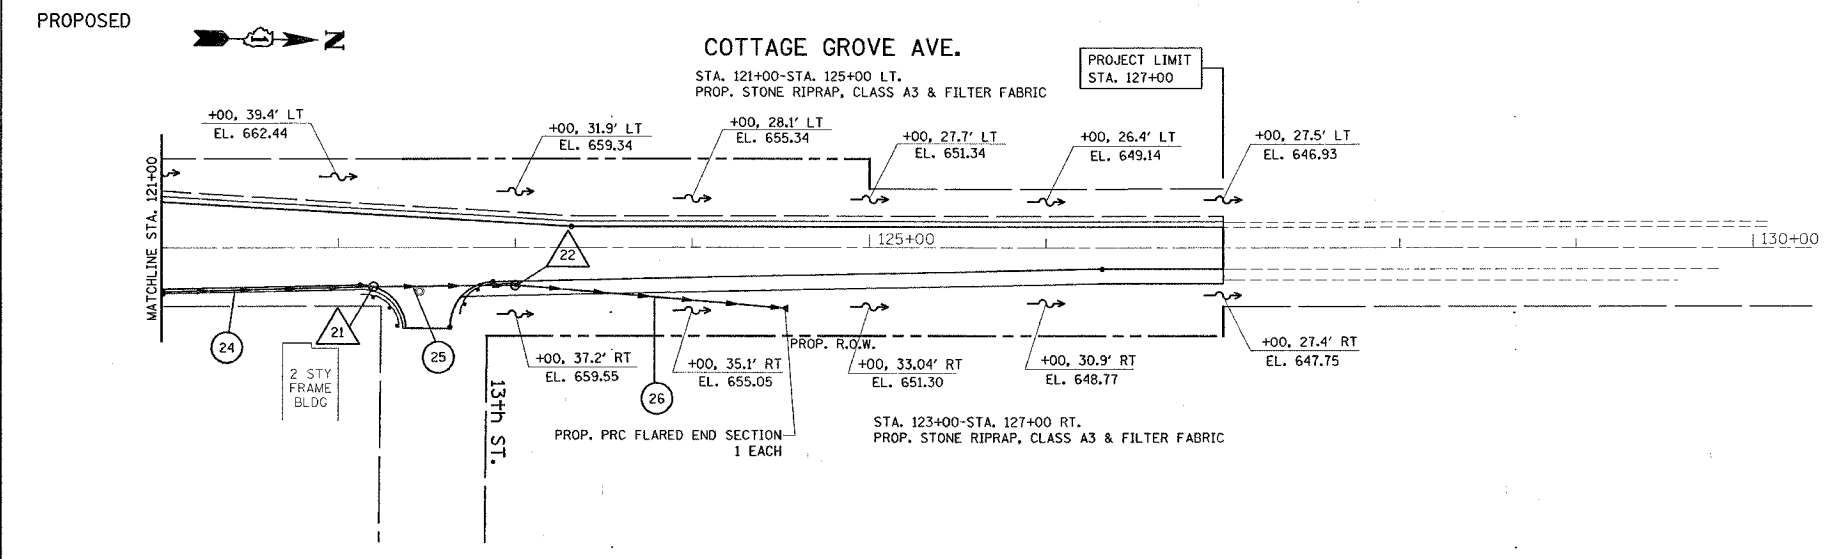 PROPOSED
N
COTTAGE GROVE AVE.
STA. 121+00-STA. 125+00 LT.
PROP. STONE RIPRAP, CLASS A3 & FILTER FABRIC
PROJECT LIMIT
STA. 127+00
+00, 39.4' LT
EL. 662.44
+00, 31.9' LT
EL. 659.34
+00, 28.1' LT
EL. 655.34
+00, 27.7' LT
EL. 651.34
+00, 26.4' LT
EL. 649.14
+00, 27.5' LT
EL. 646.93
MATCHLINE STA. 121+00
125+00
130+00
22
21
24
25
26
2 STY
FRAME
BLDG
13th ST.
+00, 37.2' RT
EL. 659.55
+00, 35.1' RT
EL. 655.05
PROP. R.O.W.
+00, 33.04' RT
EL. 651.30
+00, 30.9' RT
EL. 648.77
+00, 27.4' RT
EL. 647.75
PROP. PRC FLARED END SECTION
1 EACH
STA. 123+00-STA. 127+00 RT.
PROP. STONE RIPRAP, CLASS A3 & FILTER FABRIC